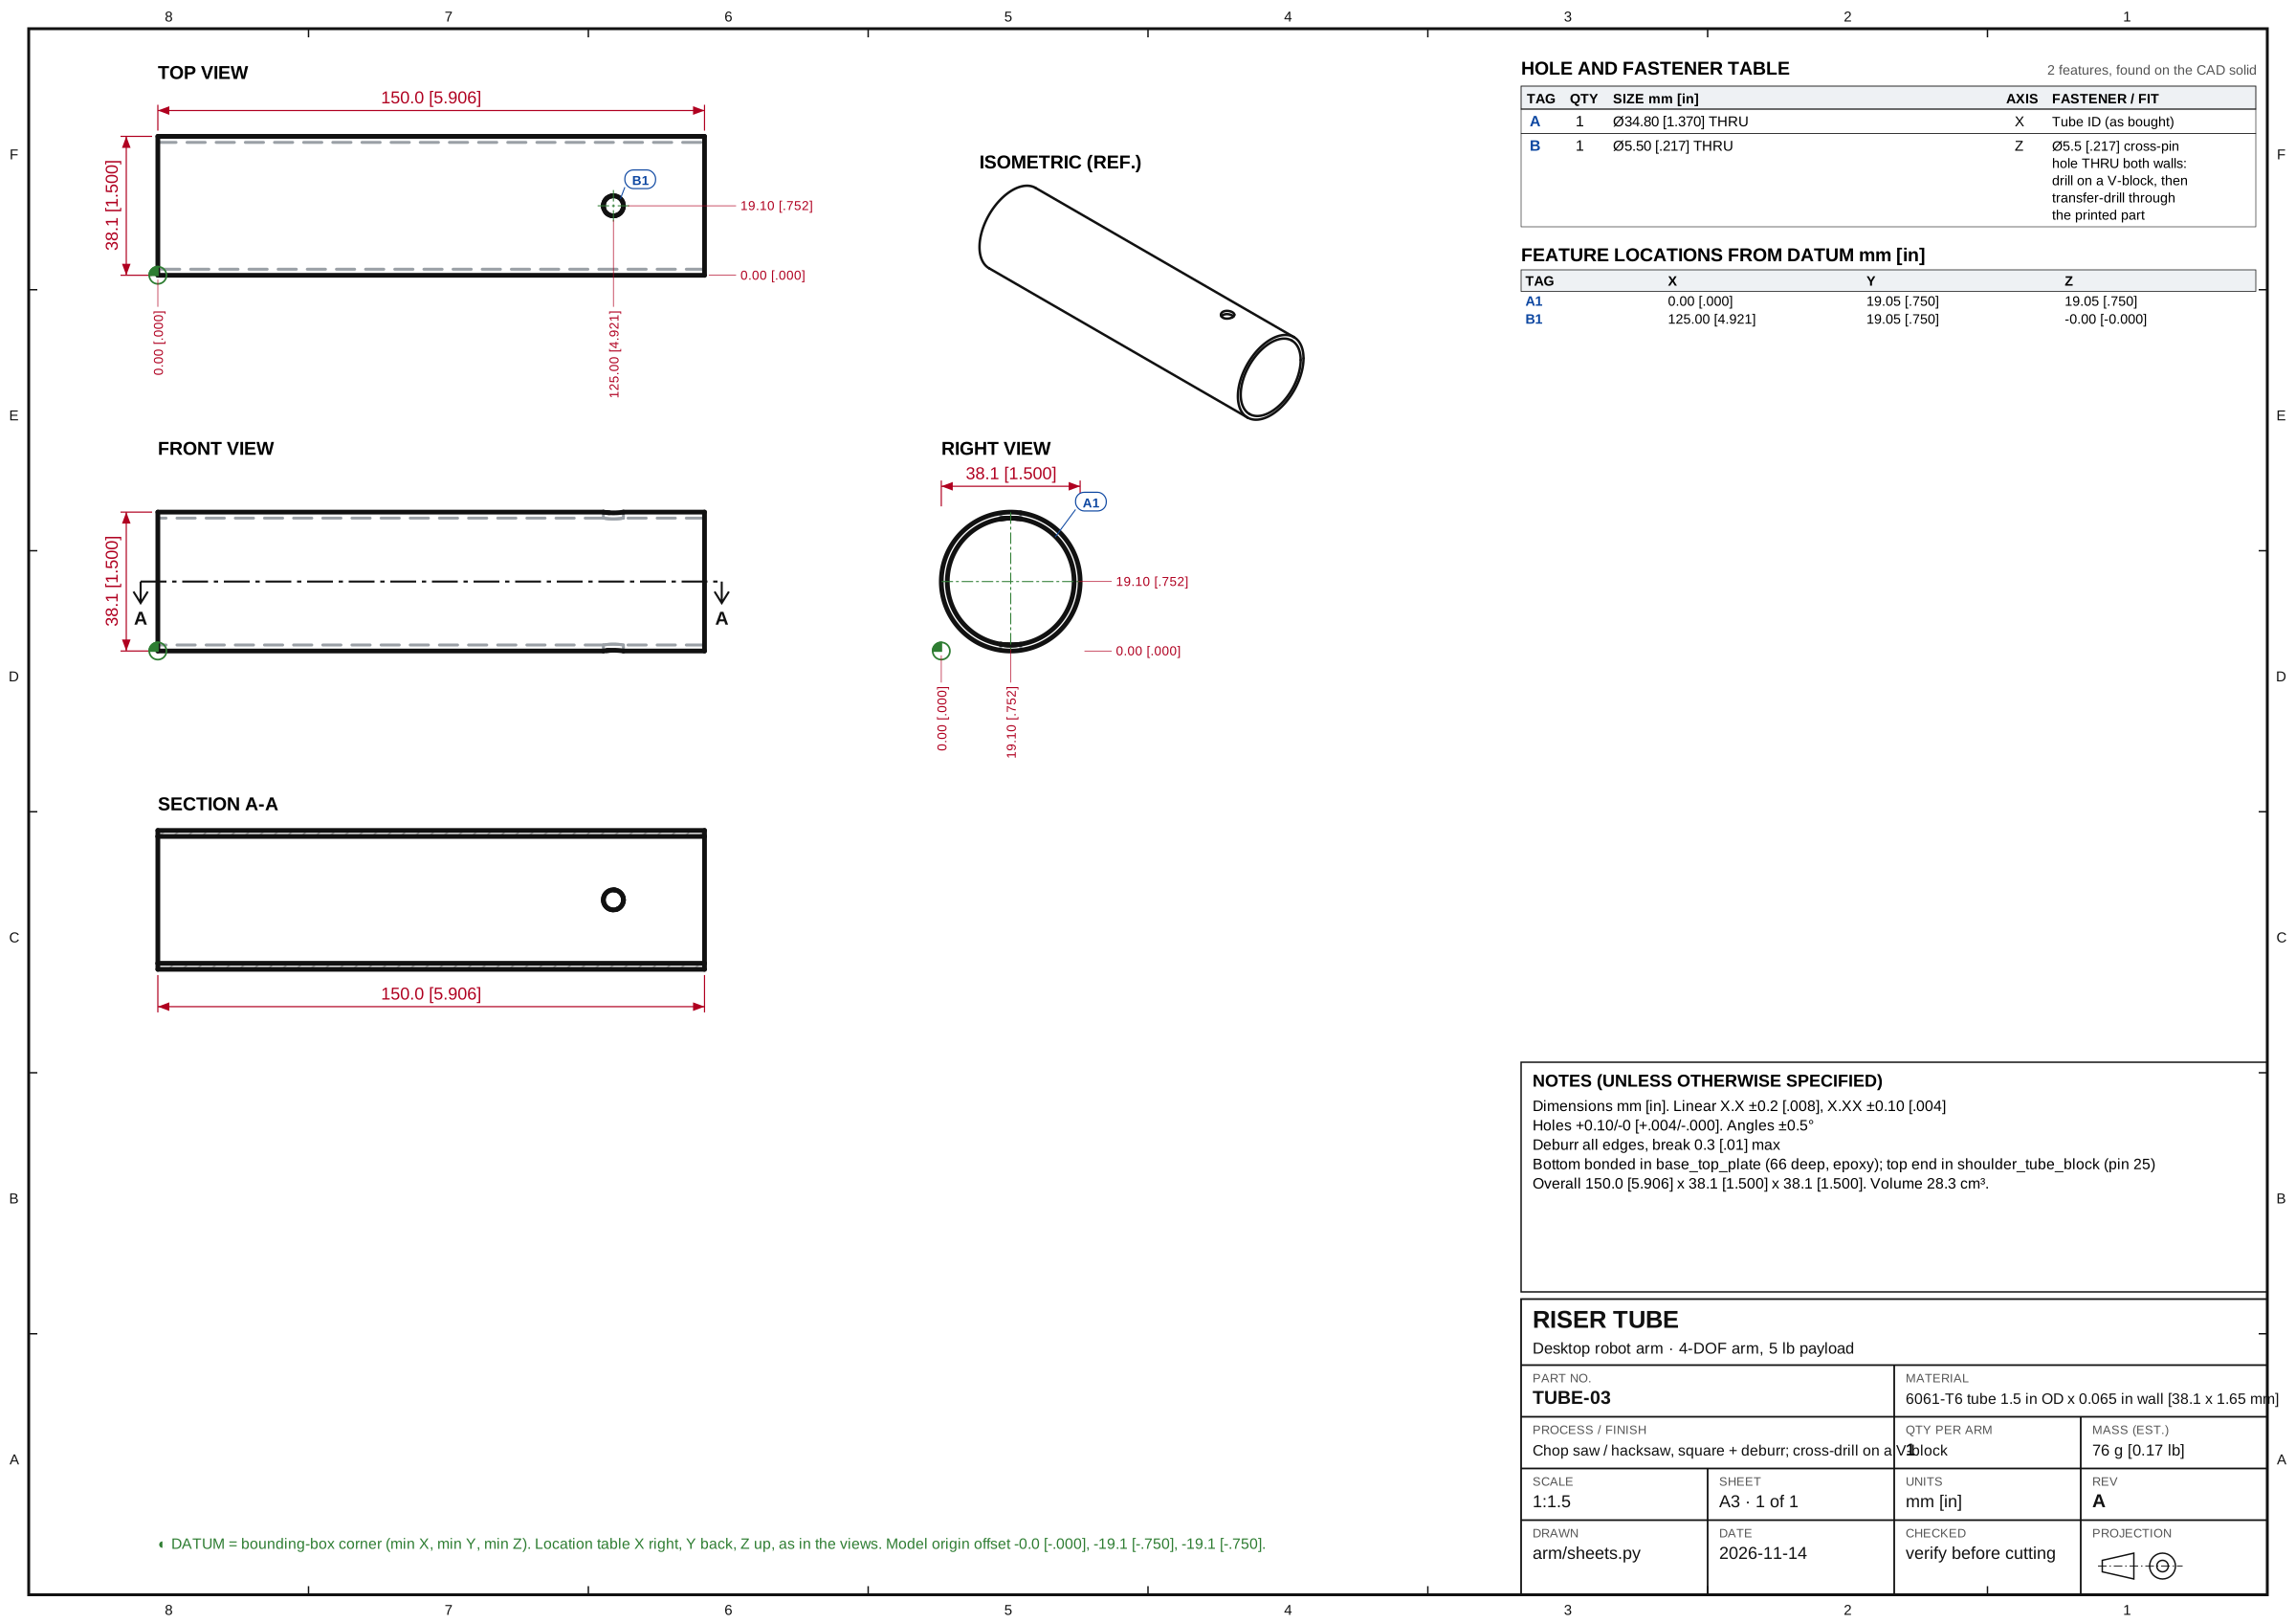 8 7 6 5 4 3 2 1
TOP VIEW
150.0 [5.906]
38.1 [1.500]
B1
19.10 [.752]
0.00 [.000]
0.00 [.000]
125.00 [4.921]
ISOMETRIC (REF.)
HOLE AND FASTENER TABLE
2 features, found on the CAD solid
TAG QTY SIZE mm [in] AXIS FASTENER / FIT
A 1 Ø34.80 [1.370] THRU X Tube ID (as bought)
B 1 Ø5.50 [.217] THRU Z Ø5.5 [.217] cross-pin
hole THRU both walls:
drill on a V-block, then
transfer-drill through
the printed part
FEATURE LOCATIONS FROM DATUM mm [in]
TAG X Y Z
A1 0.00 [.000] 19.05 [.750] 19.05 [.750]
B1 125.00 [4.921] 19.05 [.750] -0.00 [-0.000]
FRONT VIEW
38.1 [1.500]
A A
RIGHT VIEW
38.1 [1.500]
A1
19.10 [.752]
0.00 [.000]
0.00 [.000]
19.10 [.752]
SECTION A-A
150.0 [5.906]
NOTES (UNLESS OTHERWISE SPECIFIED)
Dimensions mm [in]. Linear X.X ±0.2 [.008], X.XX ±0.10 [.004]
Holes +0.10/-0 [+.004/-.000]. Angles ±0.5°
Deburr all edges, break 0.3 [.01] max
Bottom bonded in base_top_plate (66 deep, epoxy); top end in shoulder_tube_block (pin 25)
Overall 150.0 [5.906] x 38.1 [1.500] x 38.1 [1.500]. Volume 28.3 cm³.
RISER TUBE
Desktop robot arm · 4-DOF arm, 5 lb payload
PART NO.
TUBE-03
MATERIAL
6061-T6 tube 1.5 in OD x 0.065 in wall [38.1 x 1.65 mm]
PROCESS / FINISH
Chop saw / hacksaw, square + deburr; cross-drill on a V-block
QTY PER ARM
1
MASS (EST.)
76 g [0.17 lb]
SCALE
1:1.5
SHEET
A3 · 1 of 1
UNITS
mm [in]
REV
A
DRAWN
arm/sheets.py
DATE
2026-11-14
CHECKED
verify before cutting
PROJECTION
DATUM = bounding-box corner (min X, min Y, min Z). Location table X right, Y back, Z up, as in the views. Model origin offset -0.0 [-.000], -19.1 [-.750], -19.1 [-.750].
F E D C B A
F E D C B A
8 7 6 5 4 3 2 1